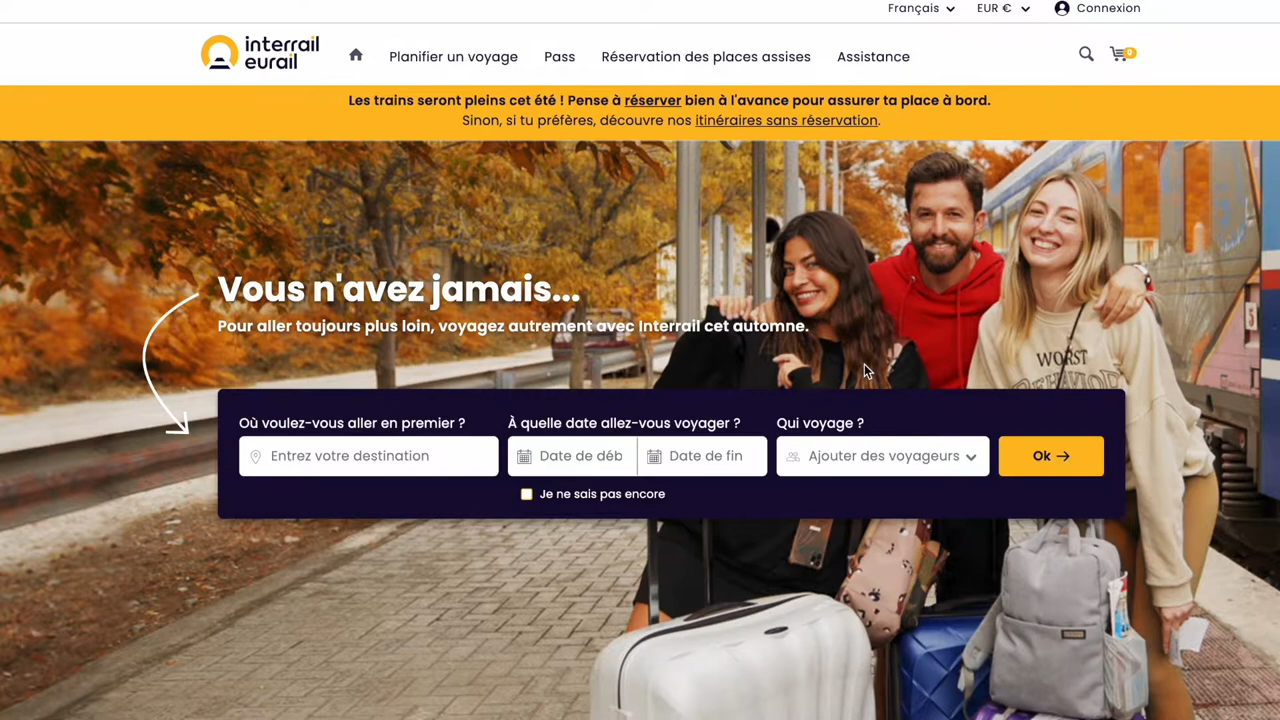 Français
EUR €
Connexion
interrail
eurail
Planifier un voyage
Pass
Réservation des places assises
Assistance
0
Les trains seront pleins cet été ! Pense à réserver bien à l'avance pour assurer ta place à bord.
Sinon, si tu préfères, découvre nos itinéraires sans réservation.
Vous n'avez jamais...
Pour aller toujours plus loin, voyagez autrement avec Interrail cet automne.
WORST
BEHAVIOR
5
Où voulez-vous aller en premier ?
À quelle date allez-vous voyager ?
Qui voyage ?
Entrez votre destination
Date de déb
Date de fin
Ajouter des voyageurs
Ok
Je ne sais pas encore